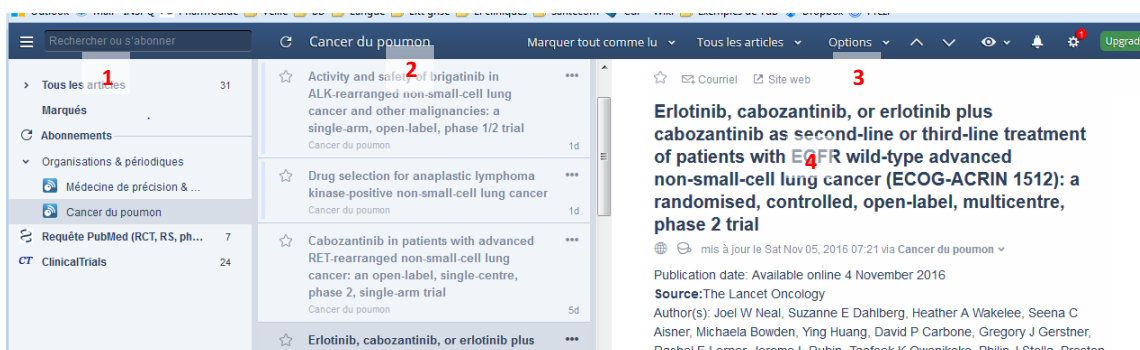 Rechercher ou s'abonner
Cancer du poumon
Marquer tout comme lu
Tous les articles
Options
1
Upgrad
1
Tous les articles 31
Marqués
Abonnements
Organisations & périodiques
Médecine de précision & ...
Cancer du poumon
Requête PubMed (RCT, RS, ph... 7
CT ClinicalTrials 24
2
Activity and safety of brigatinib in
ALK-rearranged non-small-cell lung
cancer and other malignancies: a
single-arm, open-label, phase 1/2 trial
Cancer du poumon 1d
Drug selection for anaplastic lymphoma
kinase-positive non-small-cell lung cancer
Cancer du poumon 1d
Cabozantinib in patients with advanced
RET-rearranged non-small-cell lung
cancer: an open-label, single-centre,
phase 2, single-arm trial
Cancer du poumon 5d
Erlotinib, cabozantinib, or erlotinib plus
Courriel Site web
3
Erlotinib, cabozantinib, or erlotinib plus
cabozantinib as second-line or third-line treatment
of patients with EGFR wild-type advanced
4
non-small-cell lung cancer (ECOG-ACRIN 1512): a
randomised, controlled, open-label, multicentre,
phase 2 trial
mis à jour le Sat Nov 05, 2016 07:21 via Cancer du poumon
Publication date: Available online 4 November 2016
Source:The Lancet Oncology
Author(s): Joel W Neal, Suzanne E Dahlberg, Heather A Wakelee, Seena C
Aisner, Michaela Bowden, Ying Huang, David P Carbone, Gregory J Gerstner,